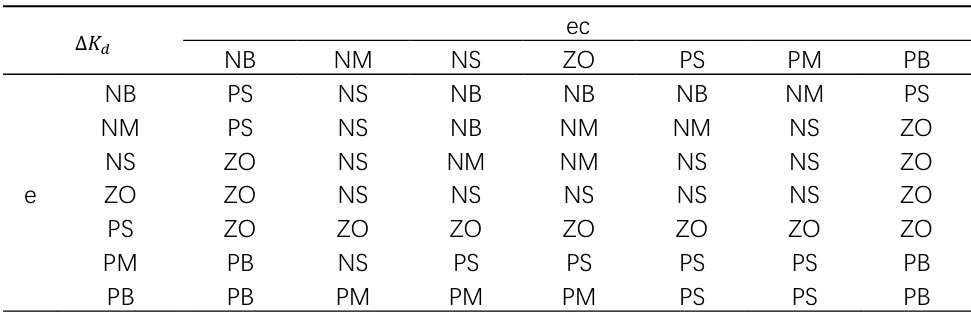 ΔK_d ec
NB NM NS ZO PS PM PB
NB PS NS NB NB NB NM PS
NM PS NS NB NM NM NS ZO
NS ZO NS NM NM NS NS ZO
e ZO ZO NS NS NS NS NS ZO
PS ZO ZO ZO ZO ZO ZO ZO
PM PB NS PS PS PS PS PB
PB PB PM PM PM PS PS PB